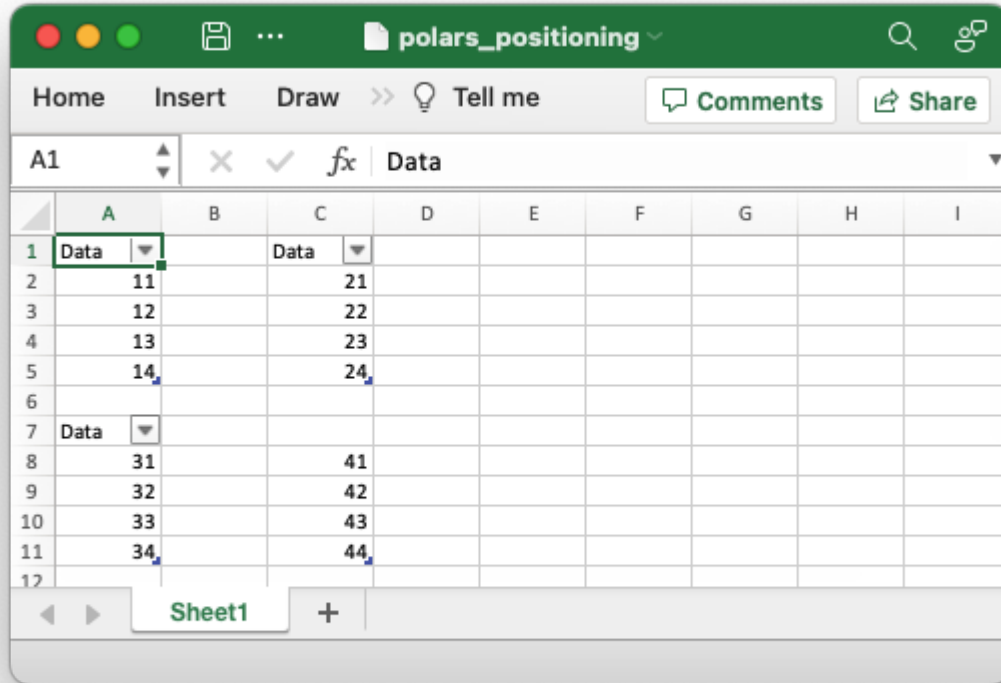 polars_positioning
Home Insert Draw Tell me Comments Share
A1 fx Data
A B C D E F G H I
1 Data Data
2 11 21
3 12 22
4 13 23
5 14 24
6
7 Data
8 31 41
9 32 42
10 33 43
11 34 44
12
Sheet1